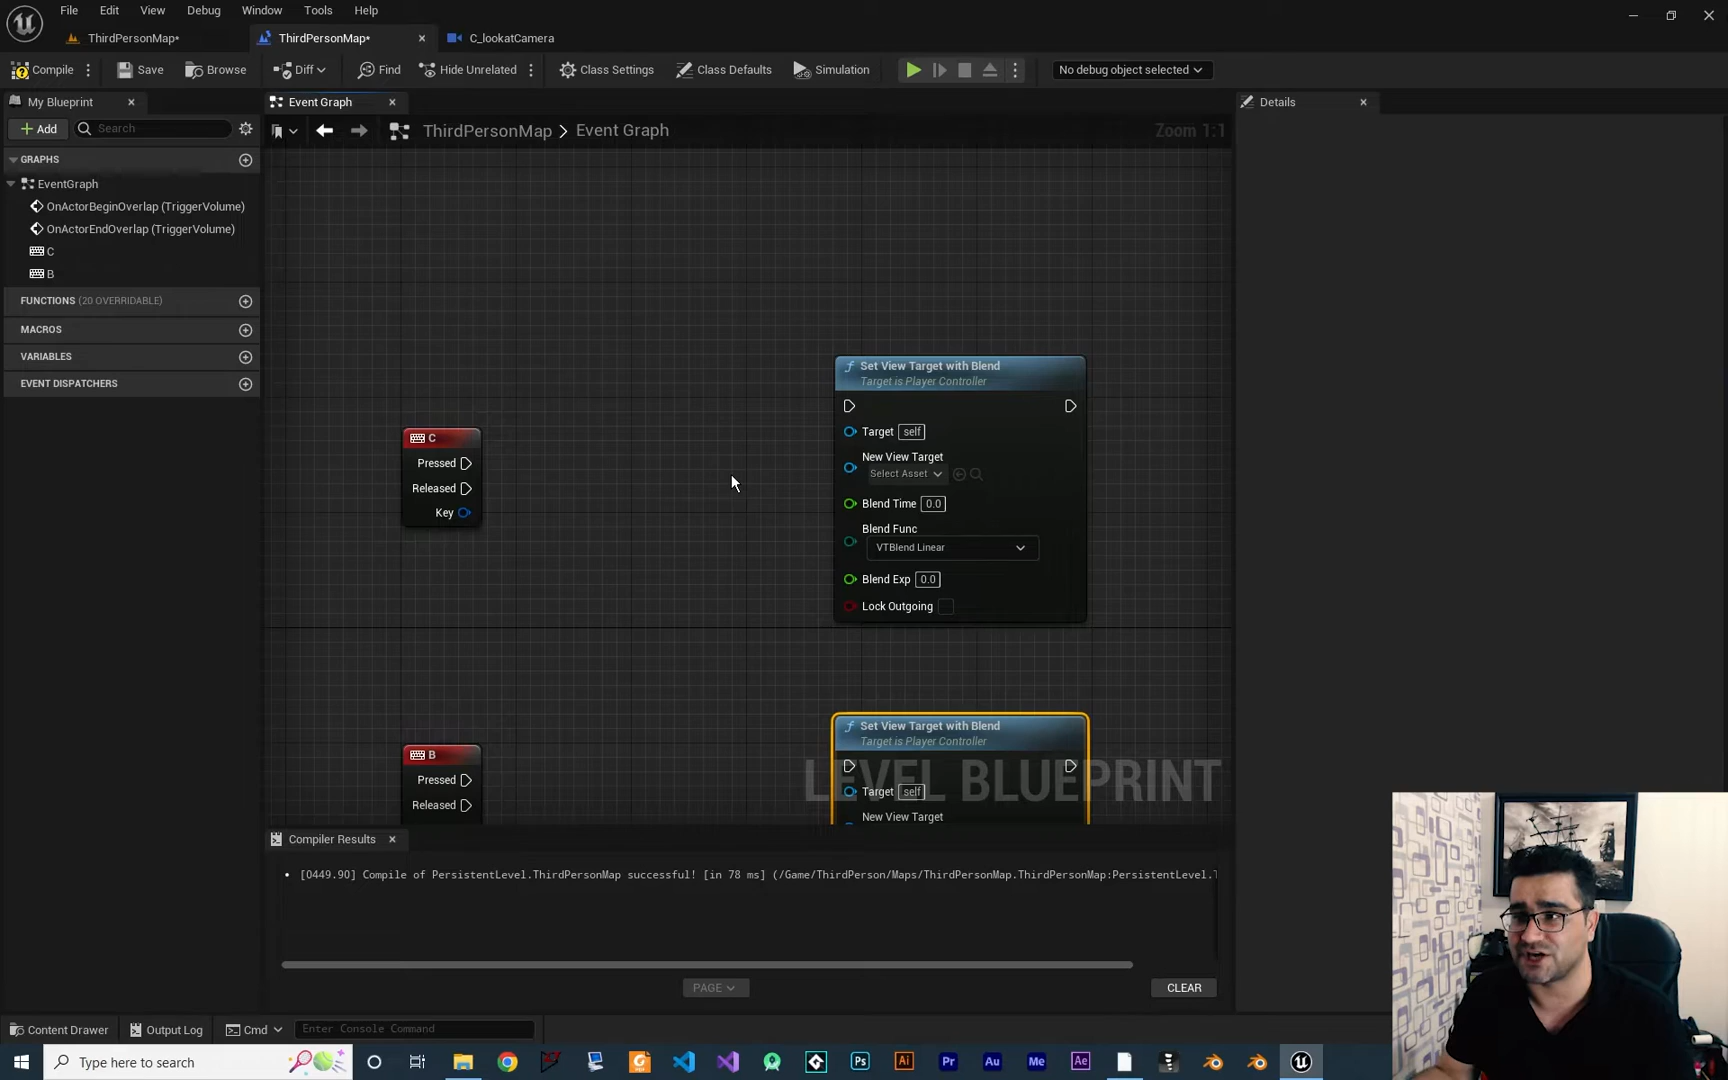 File Edit View Debug Window Tools Help
ThirdPersonMap* ThirdPersonMap* C_lookatCamera
Compile Save Browse Diff Find Hide Unrelated Class Settings Class Defaults Simulation No debug object selected
My Blueprint Event Graph Details
Add Search ThirdPersonMap > Event Graph Zoom 1:1
GRAPHS
EventGraph
OnActorBeginOverlap (TriggerVolume)
OnActorEndOverlap (TriggerVolume)
C
B
FUNCTIONS (20 OVERRIDABLE)
MACROS
VARIABLES
EVENT DISPATCHERS
C
Pressed
Released
Key
Set View Target with Blend
Target is Player Controller
Target self
New View Target
Select Asset
Blend Time 0.0
Blend Func
VTBlend Linear
Blend Exp 0.0
Lock Outgoing
B
Pressed
Released
Set View Target with Blend
Target is Player Controller
Target self
New View Target
LEVEL BLUEPRINT
Compiler Results
• [0449.90] Compile of PersistentLevel.ThirdPersonMap successful! [in 78 ms] (/Game/ThirdPerson/Maps/ThirdPersonMap.ThirdPersonMap:PersistentLevel.
PAGE CLEAR
Content Drawer Output Log Cmd Enter Console Command
Type here to search Ps Ai Pr Au Me Ae